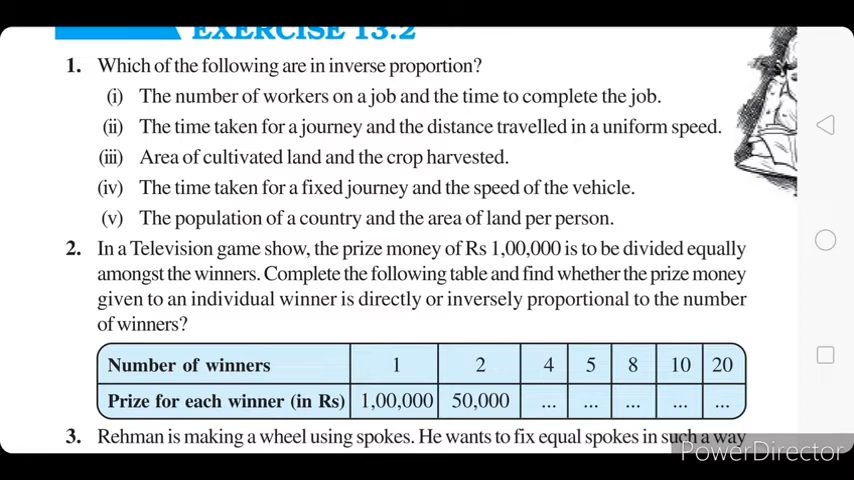 EXERCISE 13.2
1. Which of the following are in inverse proportion?
(i) The number of workers on a job and the time to complete the job.
(ii) The time taken for a journey and the distance travelled in a uniform speed.
(iii) Area of cultivated land and the crop harvested.
(iv) The time taken for a fixed journey and the speed of the vehicle.
(v) The population of a country and the area of land per person.
2. In a Television game show, the prize money of Rs 1,00,000 is to be divided equally
amongst the winners. Complete the following table and find whether the prize money
given to an individual winner is directly or inversely proportional to the number
of winners?
Number of winners 1 2 4 5 8 10 20
Prize for each winner (in Rs) 1,00,000 50,000 ... ... ... ... ...
3. Rehman is making a wheel using spokes. He wants to fix equal spokes in such a way
PowerDirector